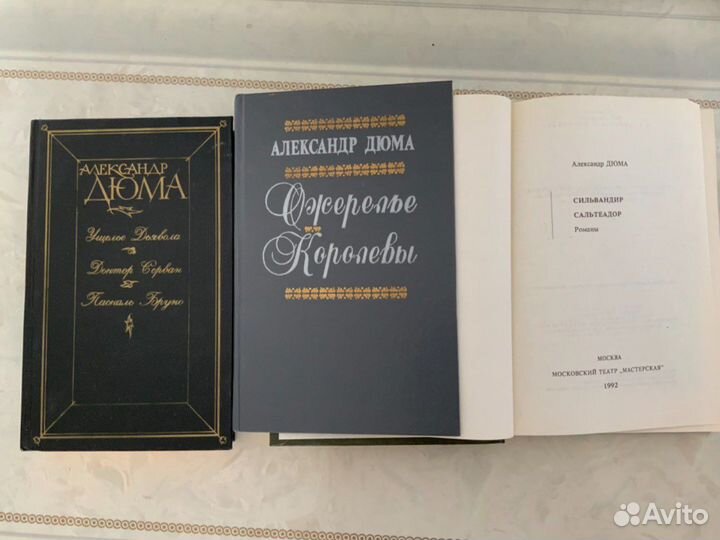 АЛЕКСАНДР
ДЮМА
Ущелье Дьявола
Доктор Серван
Паскаль Бруно
АЛЕКСАНДР ДЮМА
Ожерелье
Королевы
Александр ДЮМА
СИЛЬВАНДИР
САЛЬТЕАДОР
Романы
МОСКВА
МОСКОВСКИЙ ТЕАТР „МАСТЕРСКАЯ"
1992
Avito